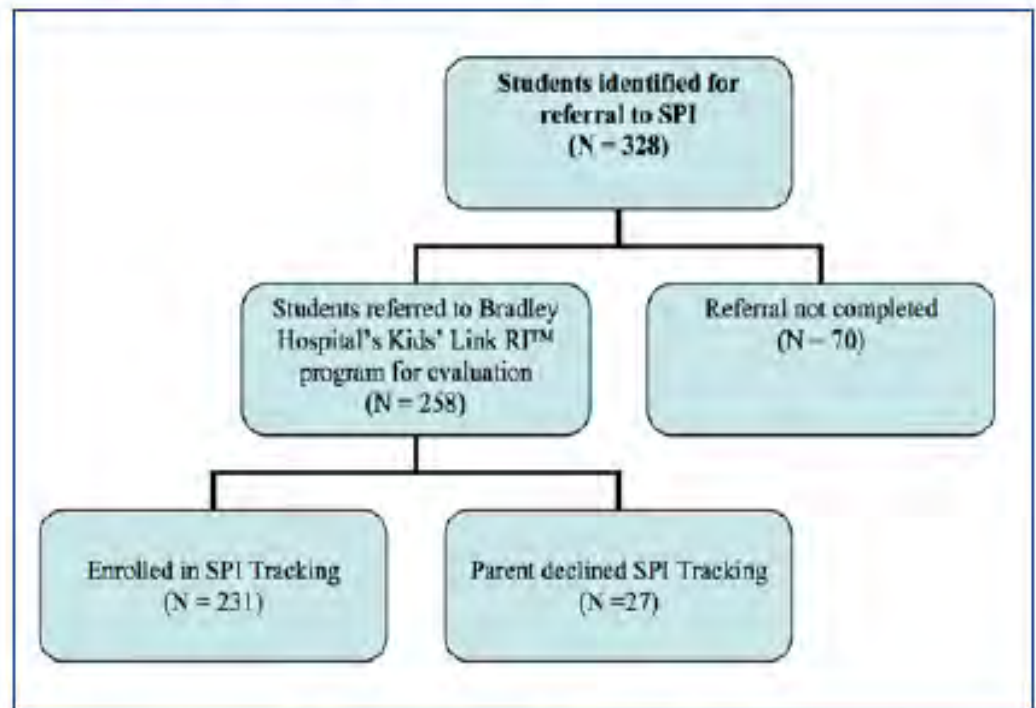 Students identified for
referral to SPI
(N = 328)
Students referred to Bradley
Hospital's Kids' Link RI™
program for evaluation
(N = 258)
Referral not completed
(N = 70)
Enrolled in SPI Tracking
(N = 231)
Parent declined SPI Tracking
(N =27)